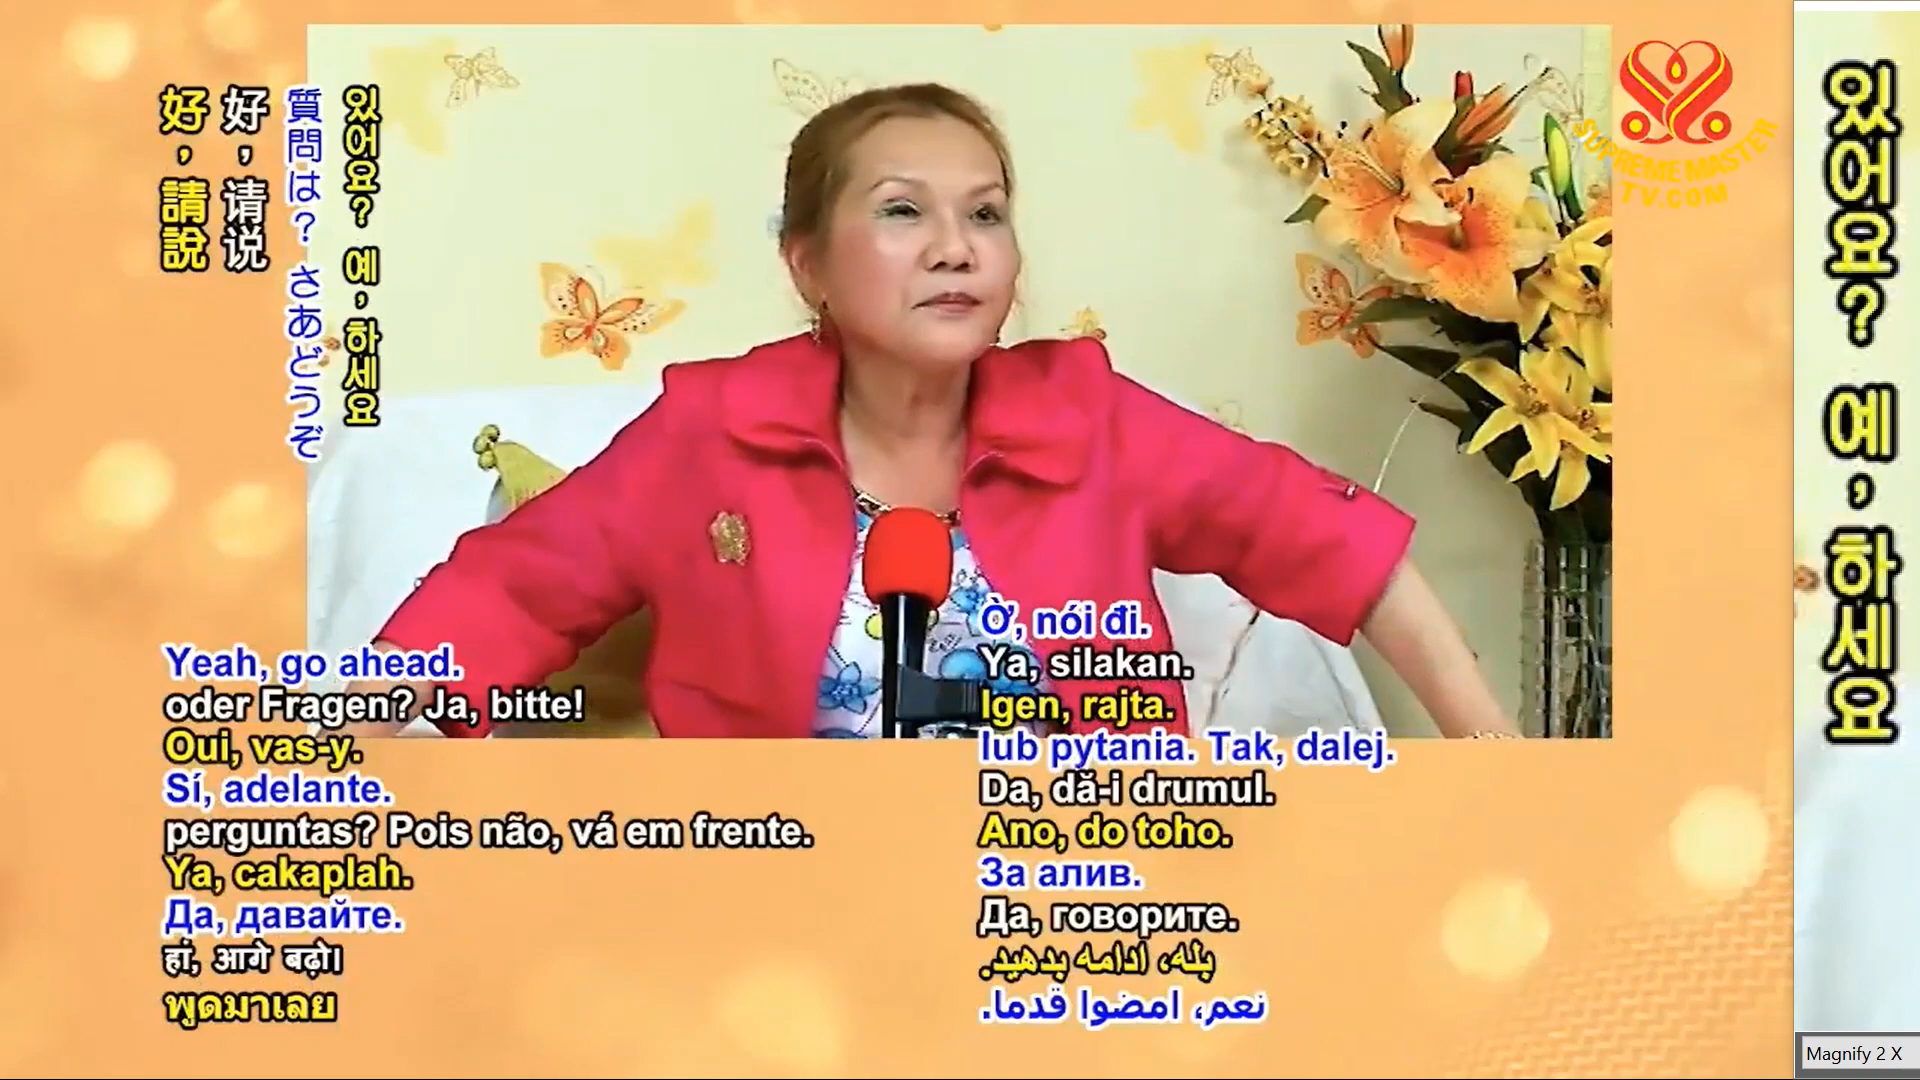 好，請說
好，请说
質問は? さあどうぞ
있어요? 예, 하세요
SUPREME MASTER
TV.COM
Yeah, go ahead.
oder Fragen? Ja, bitte!
Oui, vas-y.
Sí, adelante.
perguntas? Pois não, vá em frente.
Ya, cakaplah.
Да, давайте.
हां, आगे बढ़ो।
พูดมาเลย
Ờ, nói đi.
Ya, silakan.
Igen, rajta.
lub pytania. Tak, dalej.
Da, dă-i drumul.
Ano, do toho.
За алив.
Да, говорите.
بله، ادامه بدهید.
نعم، امضوا قدما.
있어요? 예, 하세요
Magnify 2 X